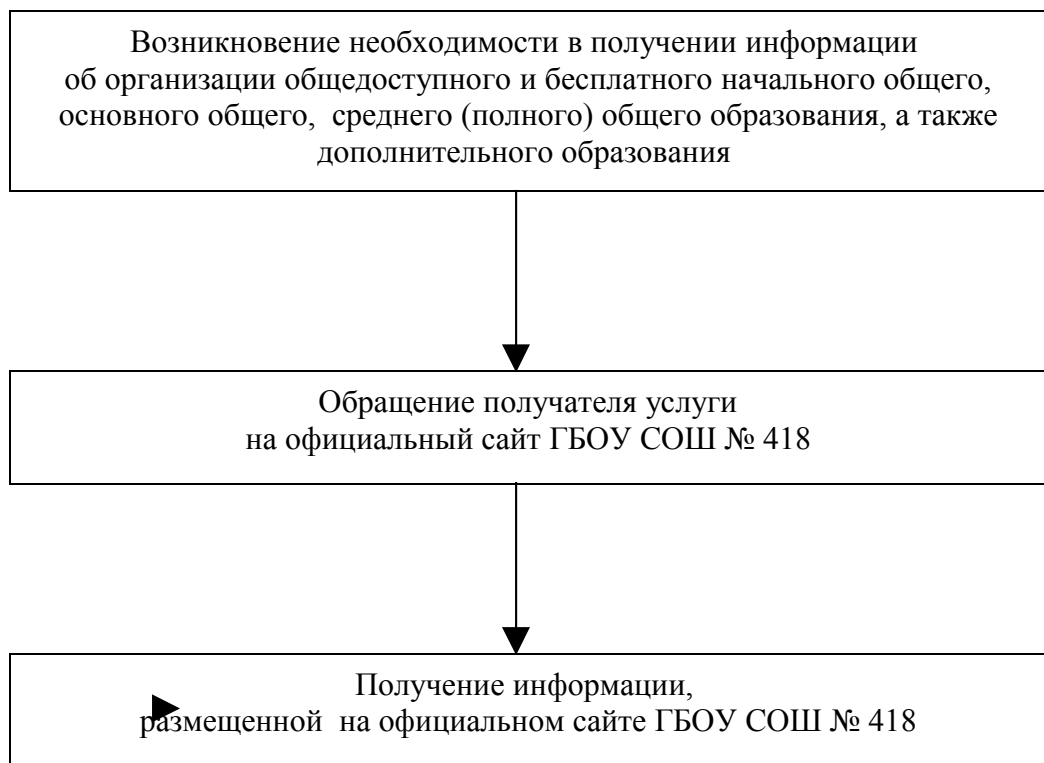 Возникновение необходимости в получении информации
об организации общедоступного и бесплатного начального общего,
основного общего, среднего (полного) общего образования, а также
дополнительного образования
Обращение получателя услуги
на официальный сайт ГБОУ СОШ № 418
Получение информации,
размещенной на официальном сайте ГБОУ СОШ № 418